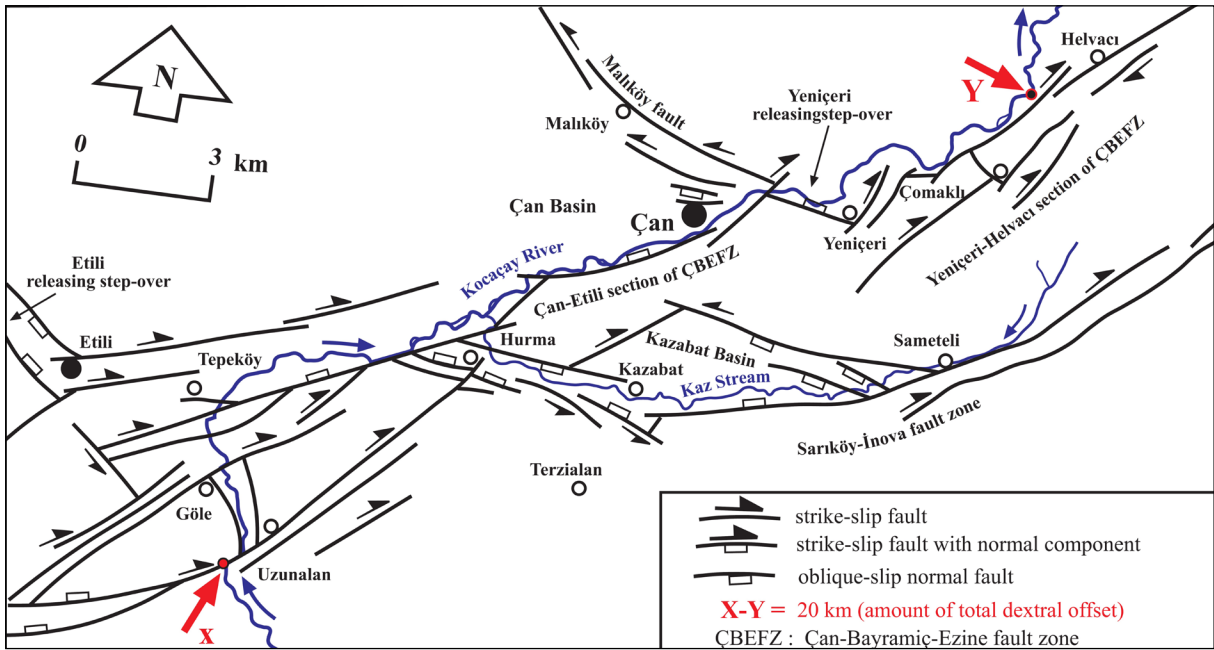 N
0
3 km
Malıköy fault
Malıköy
Yeniçeri
releasingstep-over
Y
Helvacı
Çan Basin
Çan
Çomaklı
Yeniçeri
Yeniçeri-Helvacı section of ÇBEFZ
Etili
releasing step-over
Kocaçay River
Çan-Etili section of ÇBEFZ
Etili
Tepeköy
Hurma
Kazabat Basin
Sameteli
Kazabat
Kaz Stream
Sarıköy-İnova fault zone
Terzialan
Göle
Uzunalan
x
strike-slip fault
strike-slip fault with normal component
oblique-slip normal fault
X-Y = 20 km (amount of total dextral offset)
ÇBEFZ : Çan-Bayramiç-Ezine fault zone